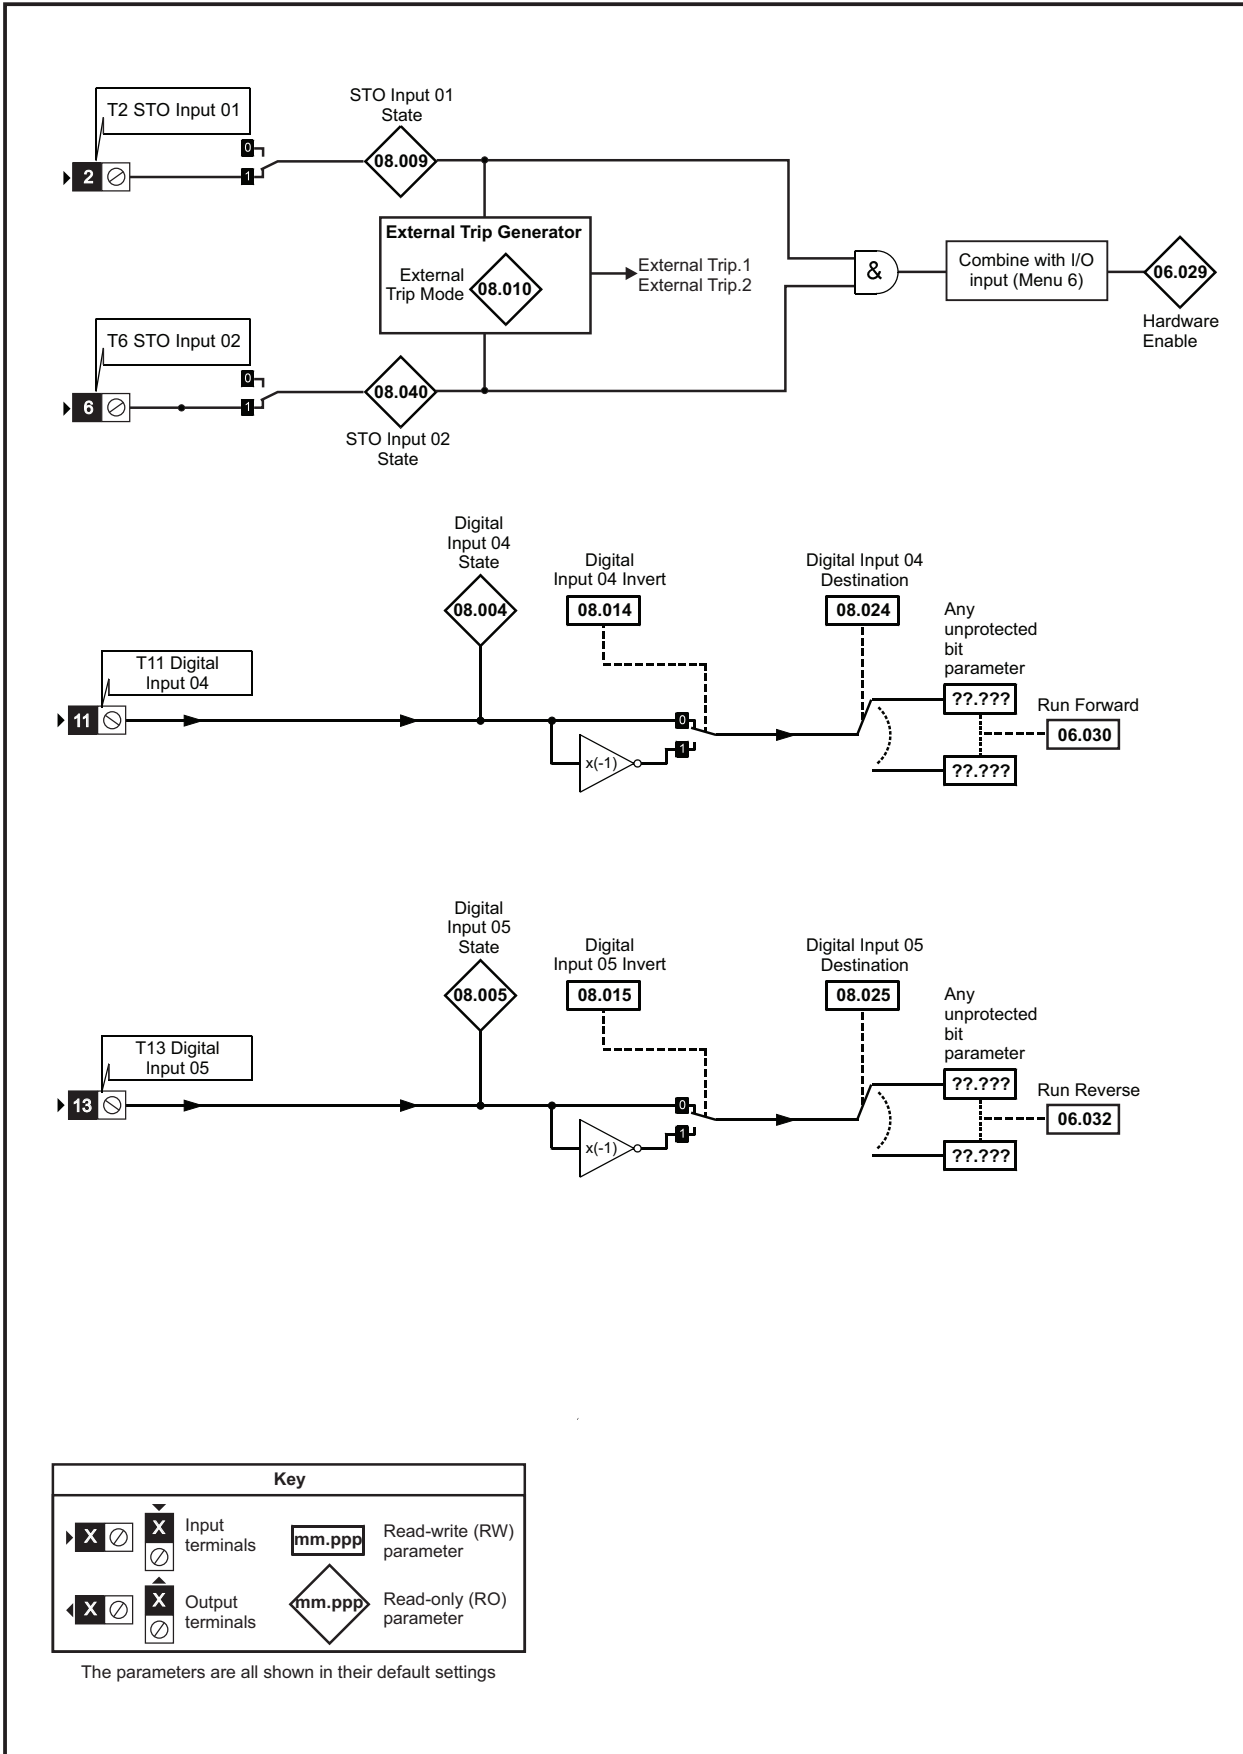 T2 STO Input 01
STO Input 01
State
0
2
1
08.009
External Trip Generator
External
Trip Mode
08.010
External Trip.1
External Trip.2
&
Combine with I/O
input (Menu 6)
06.029
Hardware
Enable
T6 STO Input 02
0
6
1
08.040
STO Input 02
State
Digital
Input 04
State
08.004
Digital
Input 04 Invert
08.014
Digital Input 04
Destination
08.024
Any
unprotected
bit
parameter
T11 Digital
Input 04
11
0
1
x(-1)
??.???
??.???
Run Forward
06.030
Digital
Input 05
State
08.005
Digital
Input 05 Invert
08.015
Digital Input 05
Destination
08.025
Any
unprotected
bit
parameter
T13 Digital
Input 05
13
0
1
x(-1)
??.???
??.???
Run Reverse
06.032
Key
X
X
Input
terminals
mm.ppp
Read-write (RW)
parameter
X
X
Output
terminals
mm.ppp
Read-only (RO)
parameter
The parameters are all shown in their default settings